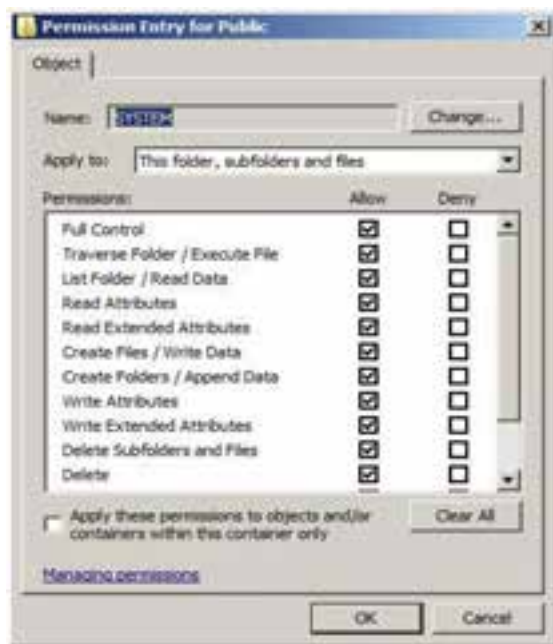 Permission Entry for Public
Object
Name: SYSTEM Change...
Apply to: This folder, subfolders and files
Permissions: Allow Deny
Full Control
Traverse Folder / Execute File
List Folder / Read Data
Read Attributes
Read Extended Attributes
Create Files / Write Data
Create Folders / Append Data
Write Attributes
Write Extended Attributes
Delete Subfolders and Files
Delete
Apply these permissions to objects and/or Clear All
containers within this container only
Managing permissions
OK Cancel